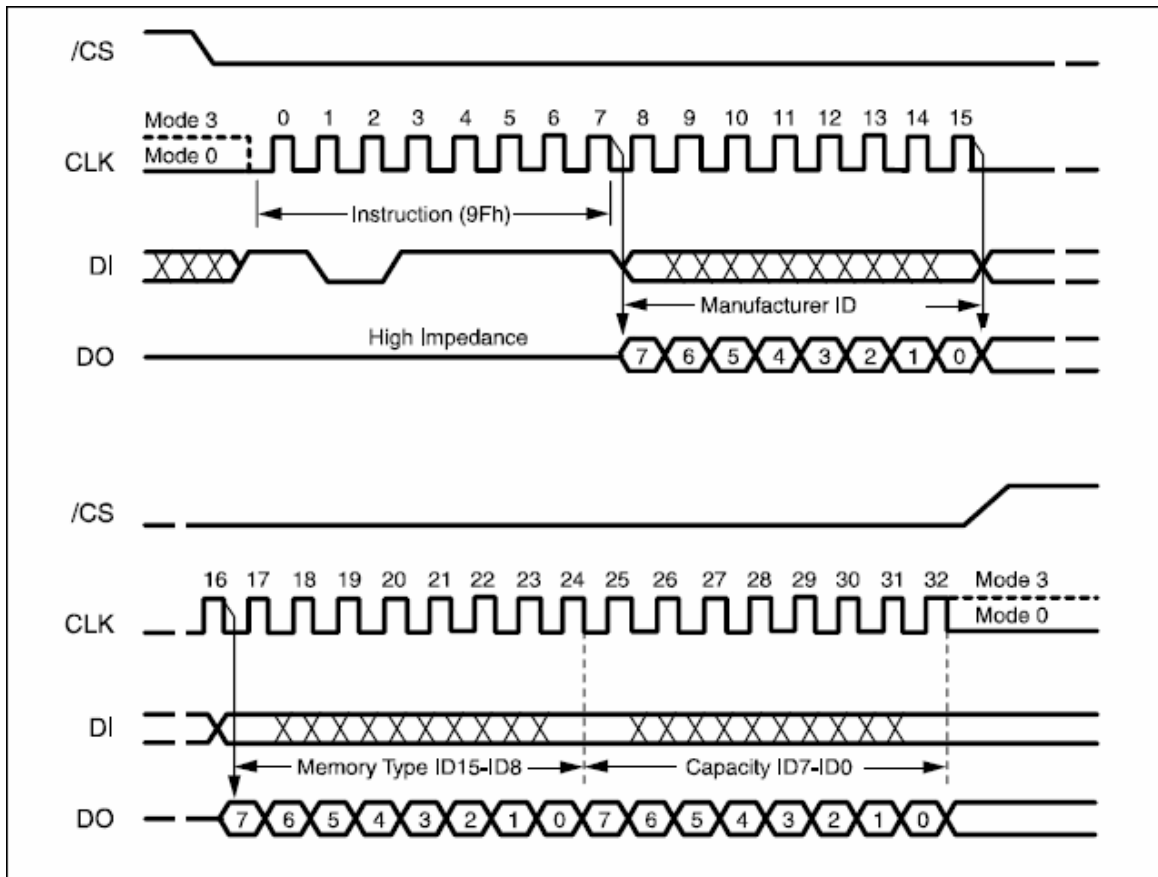 /CS
0 1 2 3 4 5 6 7 8 9 10 11 12 13 14 15
Mode 3
Mode 0
CLK
Instruction (9Fh)
DI
Manufacturer ID
High Impedance
DO 7 6 5 4 3 2 1 0
/CS
16 17 18 19 20 21 22 23 24 25 26 27 28 29 30 31 32 Mode 3
CLK Mode 0
DI
Memory Type ID15-ID8 Capacity ID7-ID0
DO 7 6 5 4 3 2 1 0 7 6 5 4 3 2 1 0